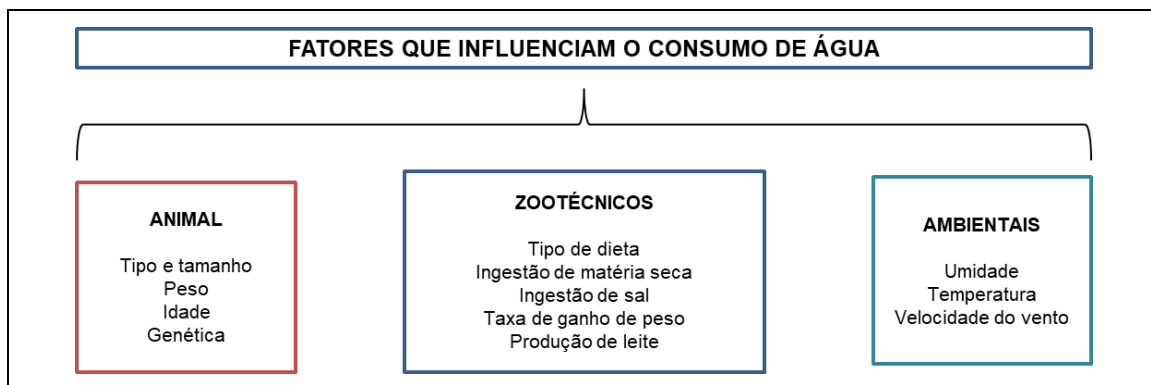 FATORES QUE INFLUENCIAM O CONSUMO DE ÁGUA
ANIMAL
Tipo e tamanho
Peso
Idade
Genética
ZOOTÉCNICOS
Tipo de dieta
Ingestão de matéria seca
Ingestão de sal
Taxa de ganho de peso
Produção de leite
AMBIENTAIS
Umidade
Temperatura
Velocidade do vento